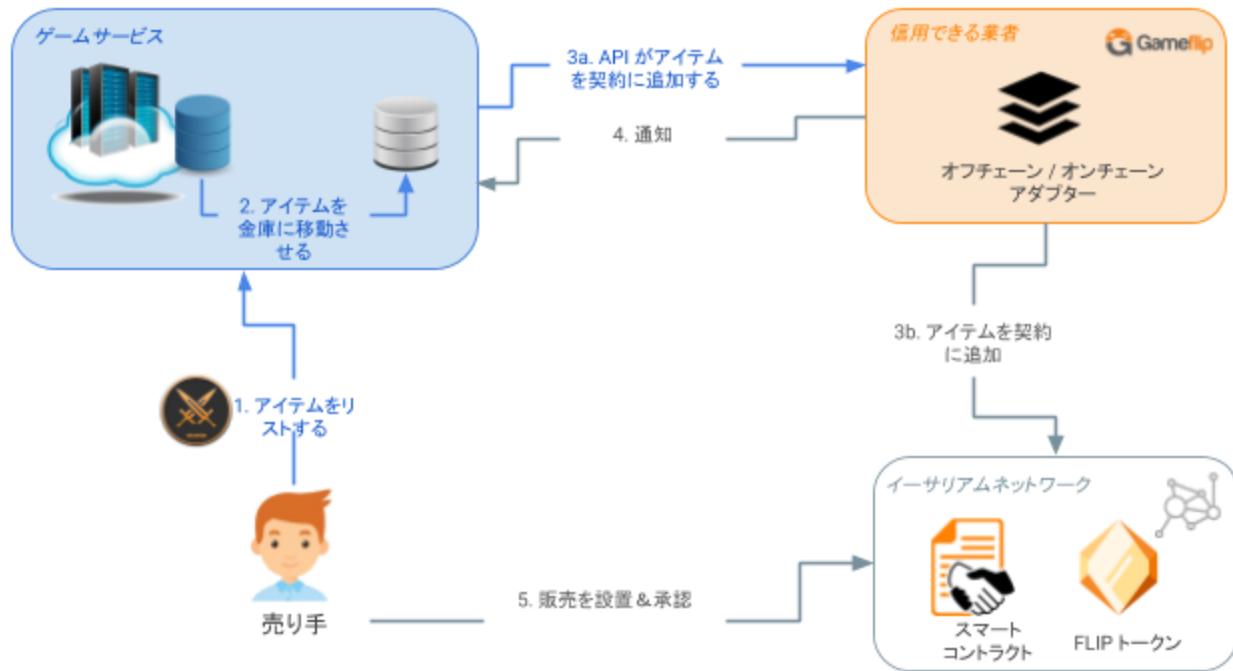 ゲームサービス
信用できる業者
Gameflip
3a. API がアイテム
を契約に追加する
4. 通知
オフチェーン / オンチェーン
アダプター
2. アイテムを
金庫に移動さ
せる
3b. アイテムを契約
に追加
1. アイテムをリ
ストする
イーサリアムネットワーク
5. 販売を設置＆承認
売り手
スマート
コントラクト
FLIP トークン